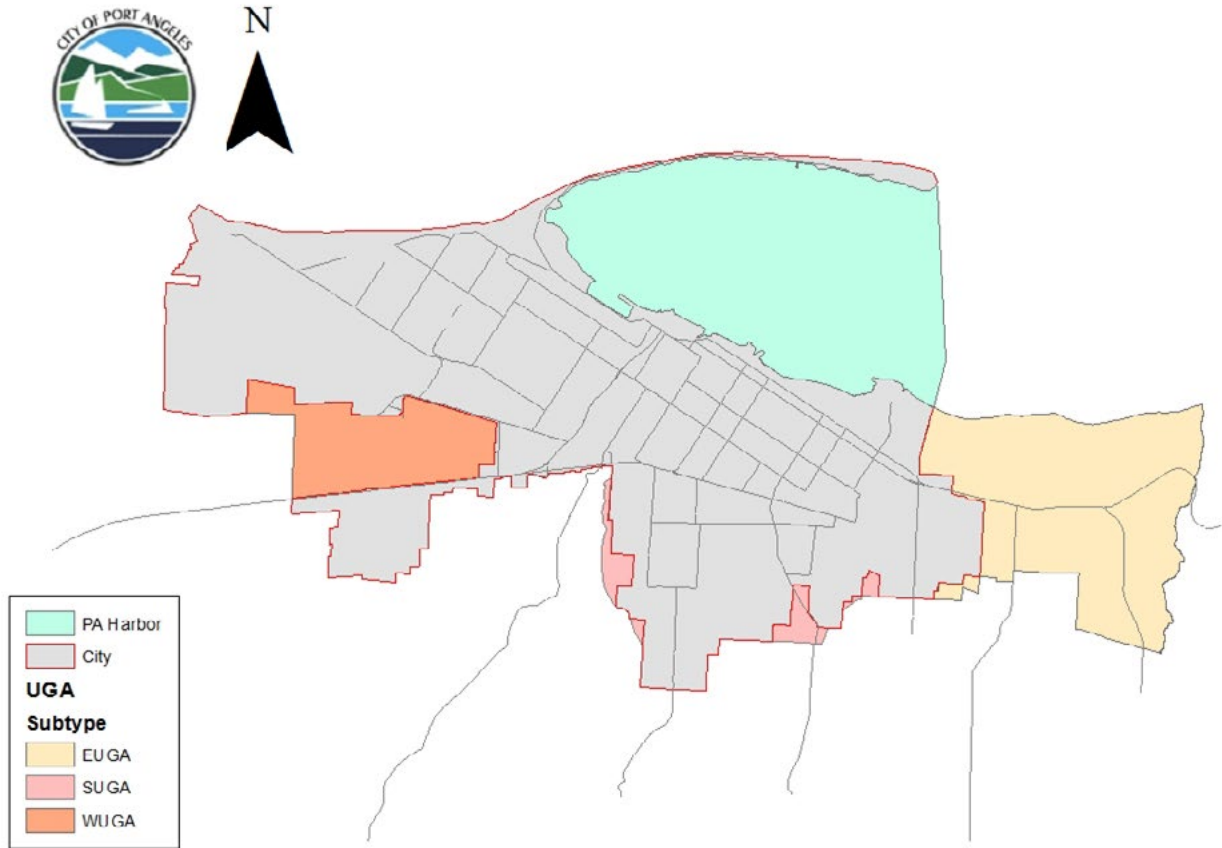 CITY OF PORT ANGELES
N
PA Harbor
City
UGA
Subtype
EUGA
SUGA
WUGA